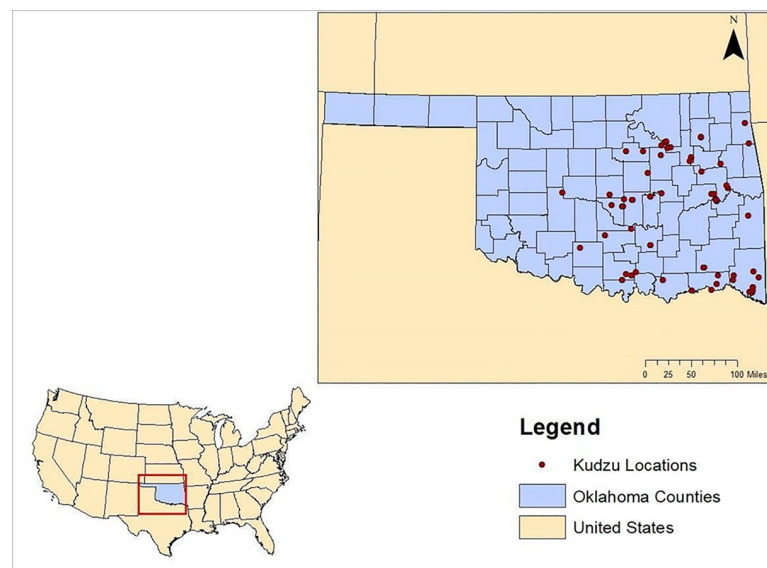 N
0 25 50 100 Miles
Legend
Kudzu Locations
Oklahoma Counties
United States